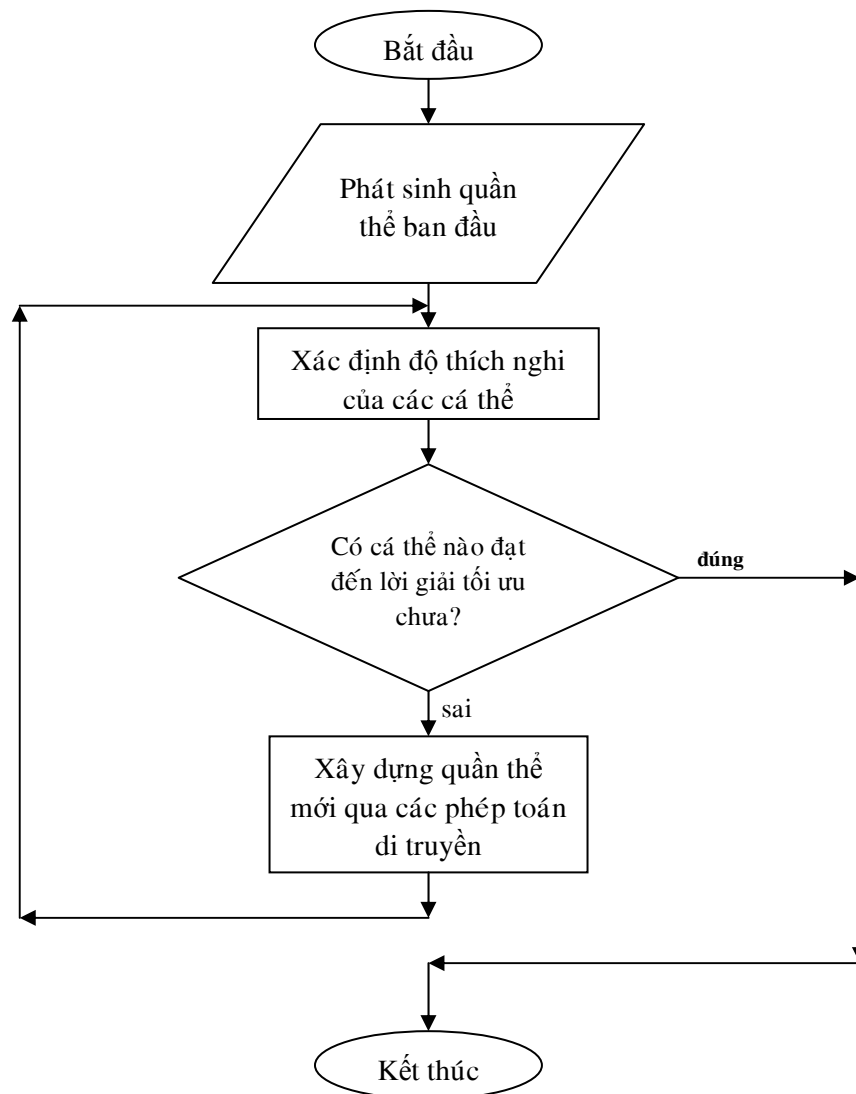 Bắt đầu
Phát sinh quần
thể ban đầu
Xác định độ thích nghi
của các cá thể
Có cá thể nào đạt
đến lời giải tối ưu
chưa?
đúng
sai
Xây dựng quần thể
mới qua các phép toán
di truyền
Kết thúc